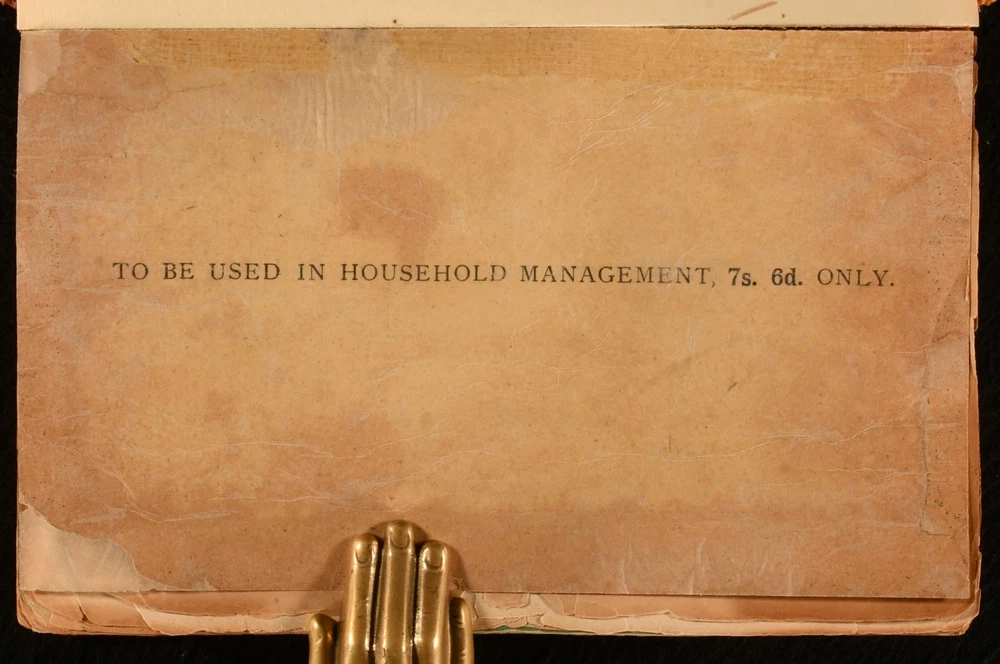 TO BE USED IN HOUSEHOLD MANAGEMENT, 7s. 6d. ONLY.